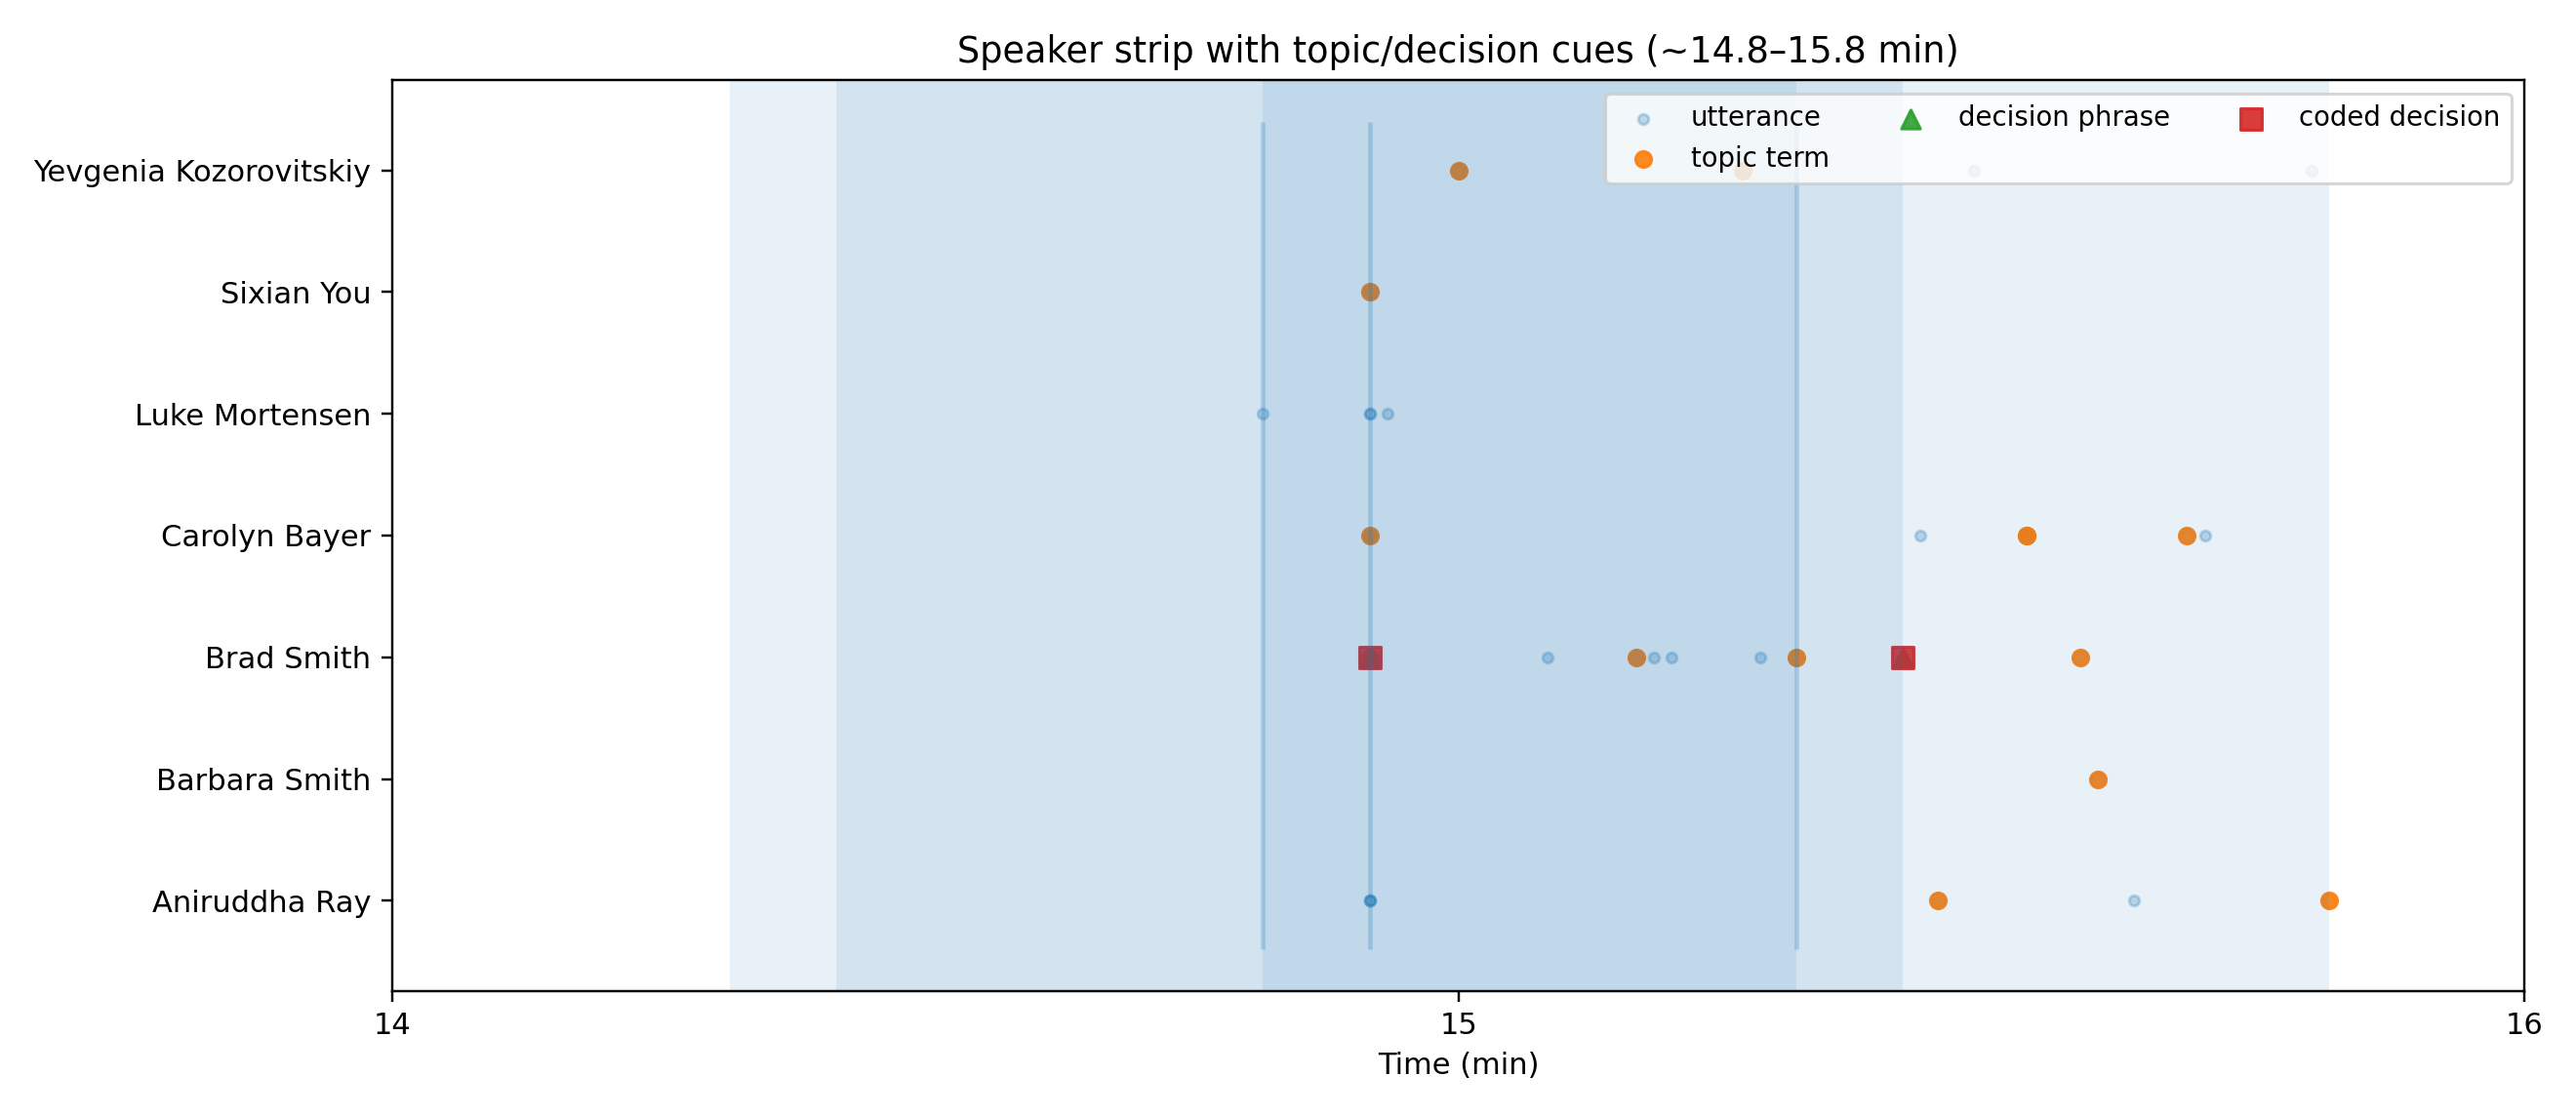 Speaker strip with topic/decision cues (~14.8–15.8 min)
utterance
topic term
decision phrase
coded decision
Yevgenia Kozorovitskiy
Sixian You
Luke Mortensen
Carolyn Bayer
Brad Smith
Barbara Smith
Aniruddha Ray
14
15
16
Time (min)